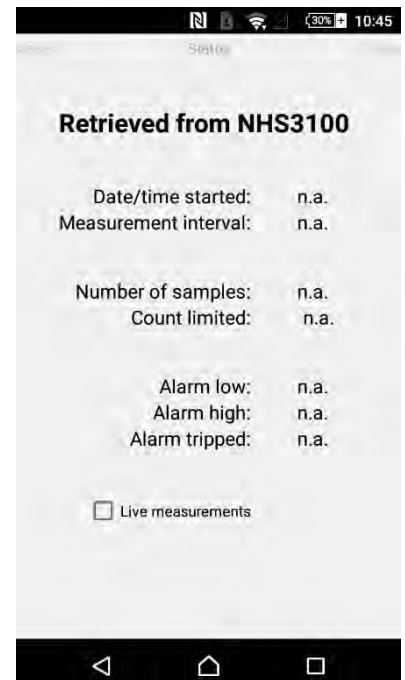 30% 10:45
Status
Retrieved from NHS3100
Date/time started: n.a.
Measurement interval: n.a.
Number of samples: n.a.
Count limited: n.a.
Alarm low: n.a.
Alarm high: n.a.
Alarm tripped: n.a.
Live measurements